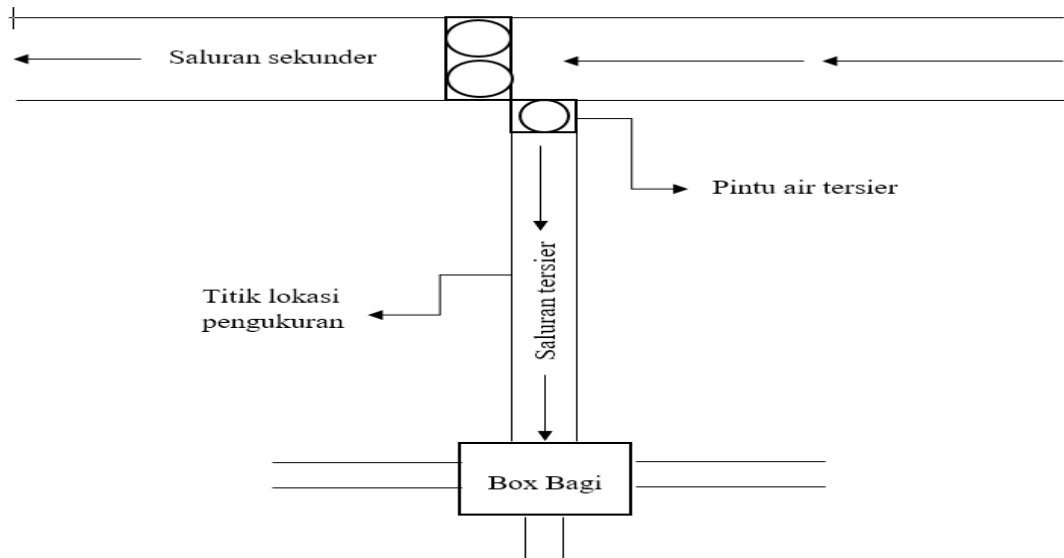 Saluran sekunder
Pintu air tersier
Saluran tersier
Titik lokasi
pengukuran
Box Bagi